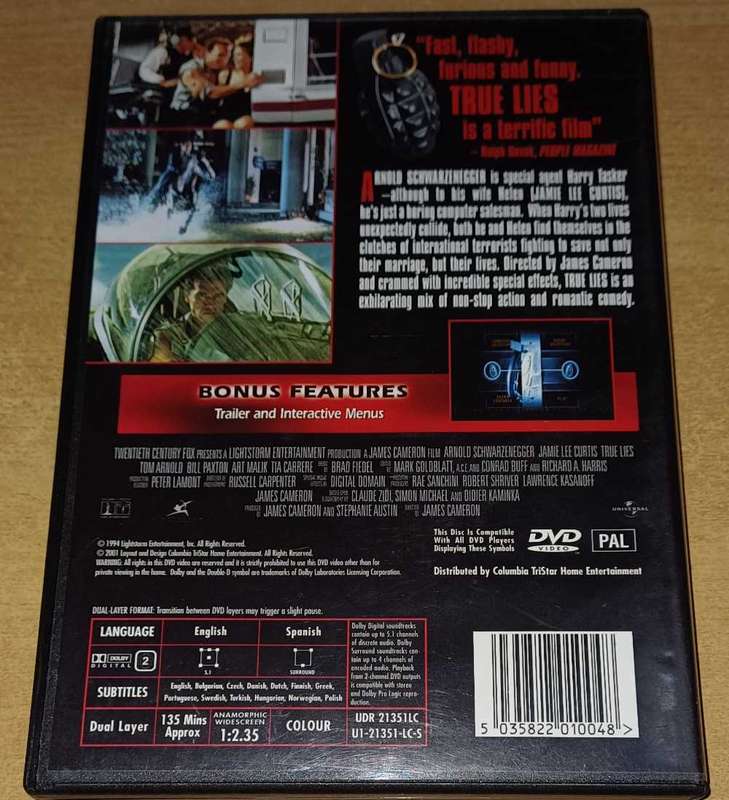 "Fast, flashy,
furious and funny.
TRUE LIES
is a terrific film"
– Ralph Novak, PEOPLE MAGAZINE
ARNOLD SCHWARZENEGGER is special agent Harry Tasker
—although to his wife Helen (JAMIE LEE CURTIS),
he's just a boring computer salesman. When Harry's two lives
unexpectedly collide, both he and Helen find themselves in the
clutches of international terrorists fighting to save not only
their marriage, but their lives. Directed by James Cameron
and crammed with incredible special effects, TRUE LIES is an
exhilarating mix of non-stop action and romantic comedy.
BONUS FEATURES
Trailer and Interactive Menus
TWENTIETH CENTURY FOX PRESENTS A LIGHTSTORM ENTERTAINMENT PRODUCTION A JAMES CAMERON FILM ARNOLD SCHWARZENEGGER JAMIE LEE CURTIS TRUE LIES
TOM ARNOLD BILL PAXTON ART MALIK TIA CARRERE MUSIC BY BRAD FIEDEL EDITED BY MARK GOLDBLATT, A.C.E. AND CONRAD BUFF AND RICHARD A. HARRIS
PRODUCTION DESIGNER PETER LAMONT DIRECTOR OF PHOTOGRAPHY RUSSELL CARPENTER DIGITAL DOMAIN RAE SANCHINI ROBERT SHRIVER LAWRENCE KASANOFF
JAMES CAMERON CLAUDE ZIDI, SIMON MICHAEL AND DIDIER KAMINKA
PRODUCED BY JAMES CAMERON AND STEPHANIE AUSTIN DIRECTED BY JAMES CAMERON
UNIVERSAL
© 1994 Lightstorm Entertainment, Inc. All Rights Reserved.
© 2001 Layout and Design Columbia TriStar Home Entertainment. All Rights Reserved.
WARNING: All rights in this DVD video are reserved and it is strictly prohibited to use this DVD video other than for
private viewing in the home. Dolby and the Double-D symbol are trademarks of Dolby Laboratories Licensing Corporation.
This Disc Is Compatible
With All DVD Players
Displaying These Symbols
DVD
VIDEO
PAL
Distributed by Columbia TriStar Home Entertainment
DUAL-LAYER FORMAT: Transition between DVD layers may trigger a slight pause.
LANGUAGE English Spanish
DOLBY DIGITAL 2 5.1 SURROUND
SUBTITLES English, Bulgarian, Czech, Danish, Dutch, Finnish, Greek,
Portuguese, Swedish, Turkish, Hungarian, Norwegian, Polish
Dual Layer 135 Mins Approx ANAMORPHIC WIDESCREEN 1:2.35 COLOUR
Dolby Digital soundtracks
contain up to 5.1 channels
of discrete audio. Dolby
Surround soundtracks con-
tain up to 4 channels of
encoded audio. Playback
from 2-channel DVD outputs
is compatible with stereo
and Dolby Pro Logic repro-
duction.
UDR 21351LC
U1-21351-LC-S
5 035822 010048 >